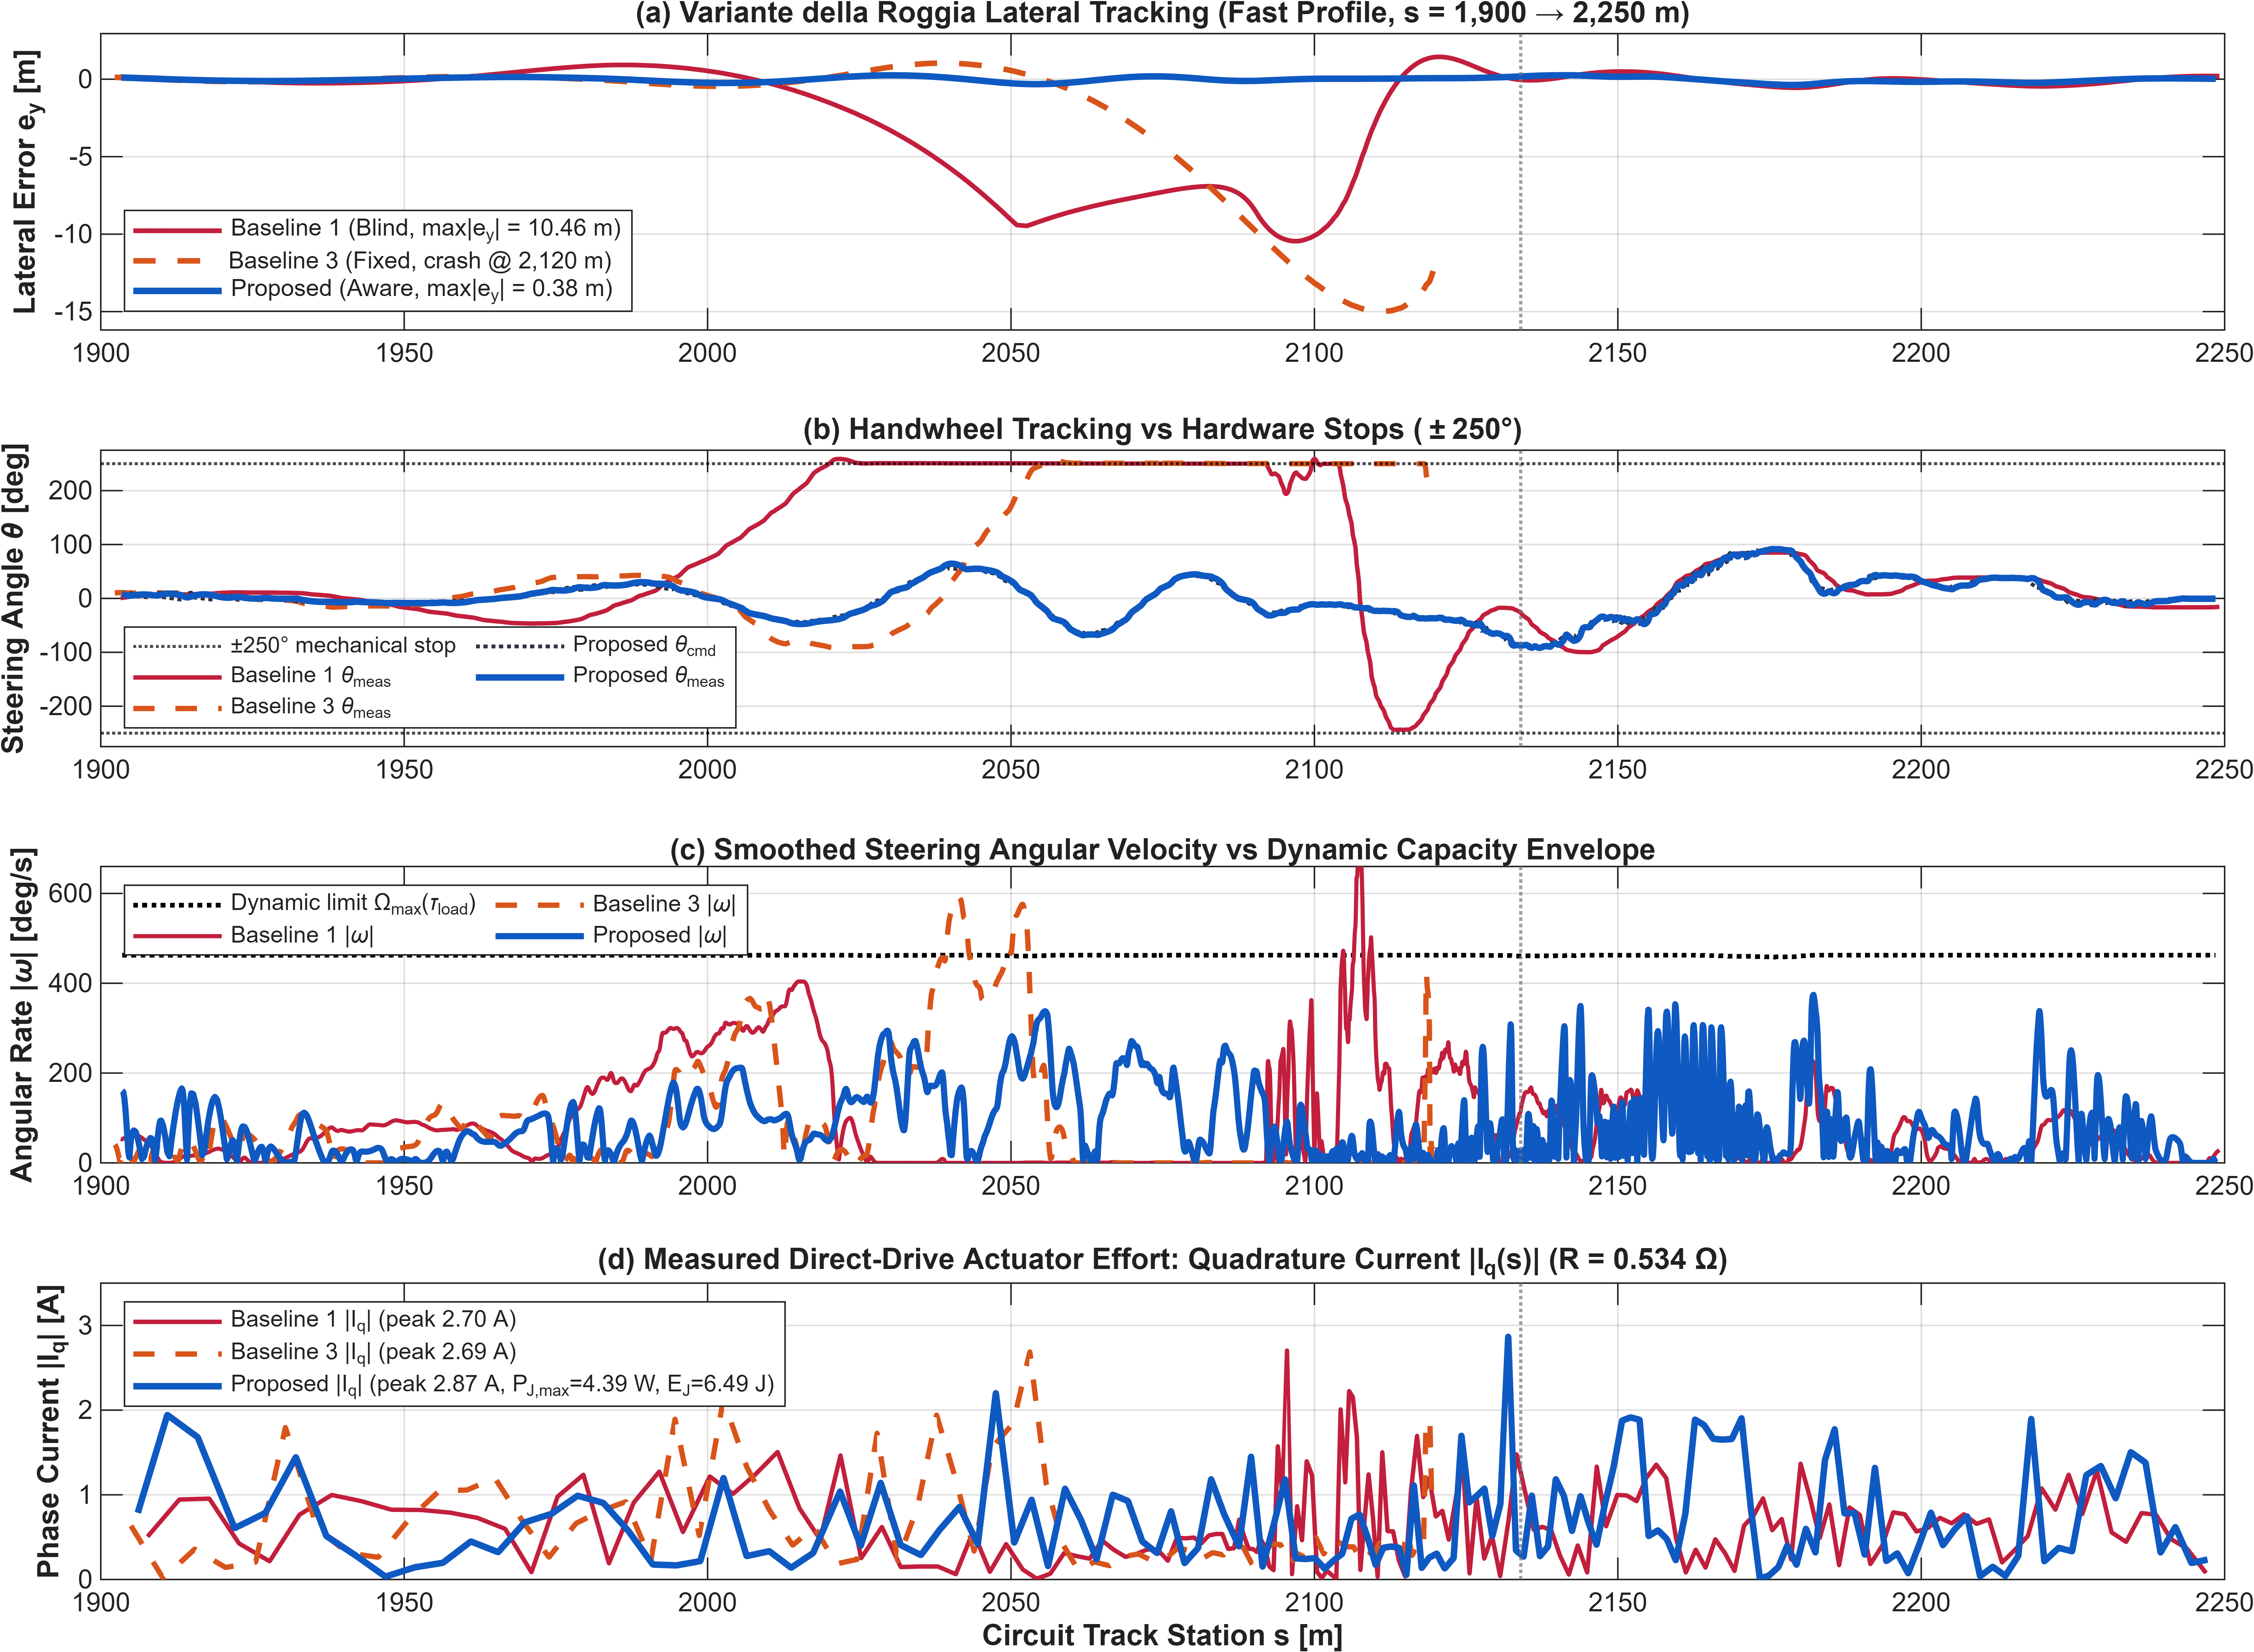 (a) Variante della Roggia Lateral Tracking (Fast Profile, s = 1,900 → 2,250 m)
Lateral Error e_y [m]
0
-5
-10
-15
Baseline 1 (Blind, max|e_y| = 10.46 m)
Baseline 3 (Fixed, crash @ 2,120 m)
Proposed (Aware, max|e_y| = 0.38 m)
1900 1950 2000 2050 2100 2150 2200 2250
(b) Handwheel Tracking vs Hardware Stops ( ± 250°)
Steering Angle θ [deg]
200
100
0
-100
-200
±250° mechanical stop
Baseline 1 θ_meas
Baseline 3 θ_meas
Proposed θ_cmd
Proposed θ_meas
1900 1950 2000 2050 2100 2150 2200 2250
(c) Smoothed Steering Angular Velocity vs Dynamic Capacity Envelope
Angular Rate |ω| [deg/s]
600
400
200
0
Dynamic limit Ω_max(τ_load)
Baseline 1 |ω|
Baseline 3 |ω|
Proposed |ω|
1900 1950 2000 2050 2100 2150 2200 2250
(d) Measured Direct-Drive Actuator Effort: Quadrature Current |I_q(s)| (R = 0.534 Ω)
Phase Current |I_q| [A]
3
2
1
0
Baseline 1 |I_q| (peak 2.70 A)
Baseline 3 |I_q| (peak 2.69 A)
Proposed |I_q| (peak 2.87 A, P_J,max=4.39 W, E_J=6.49 J)
1900 1950 2000 2050 2100 2150 2200 2250
Circuit Track Station s [m]